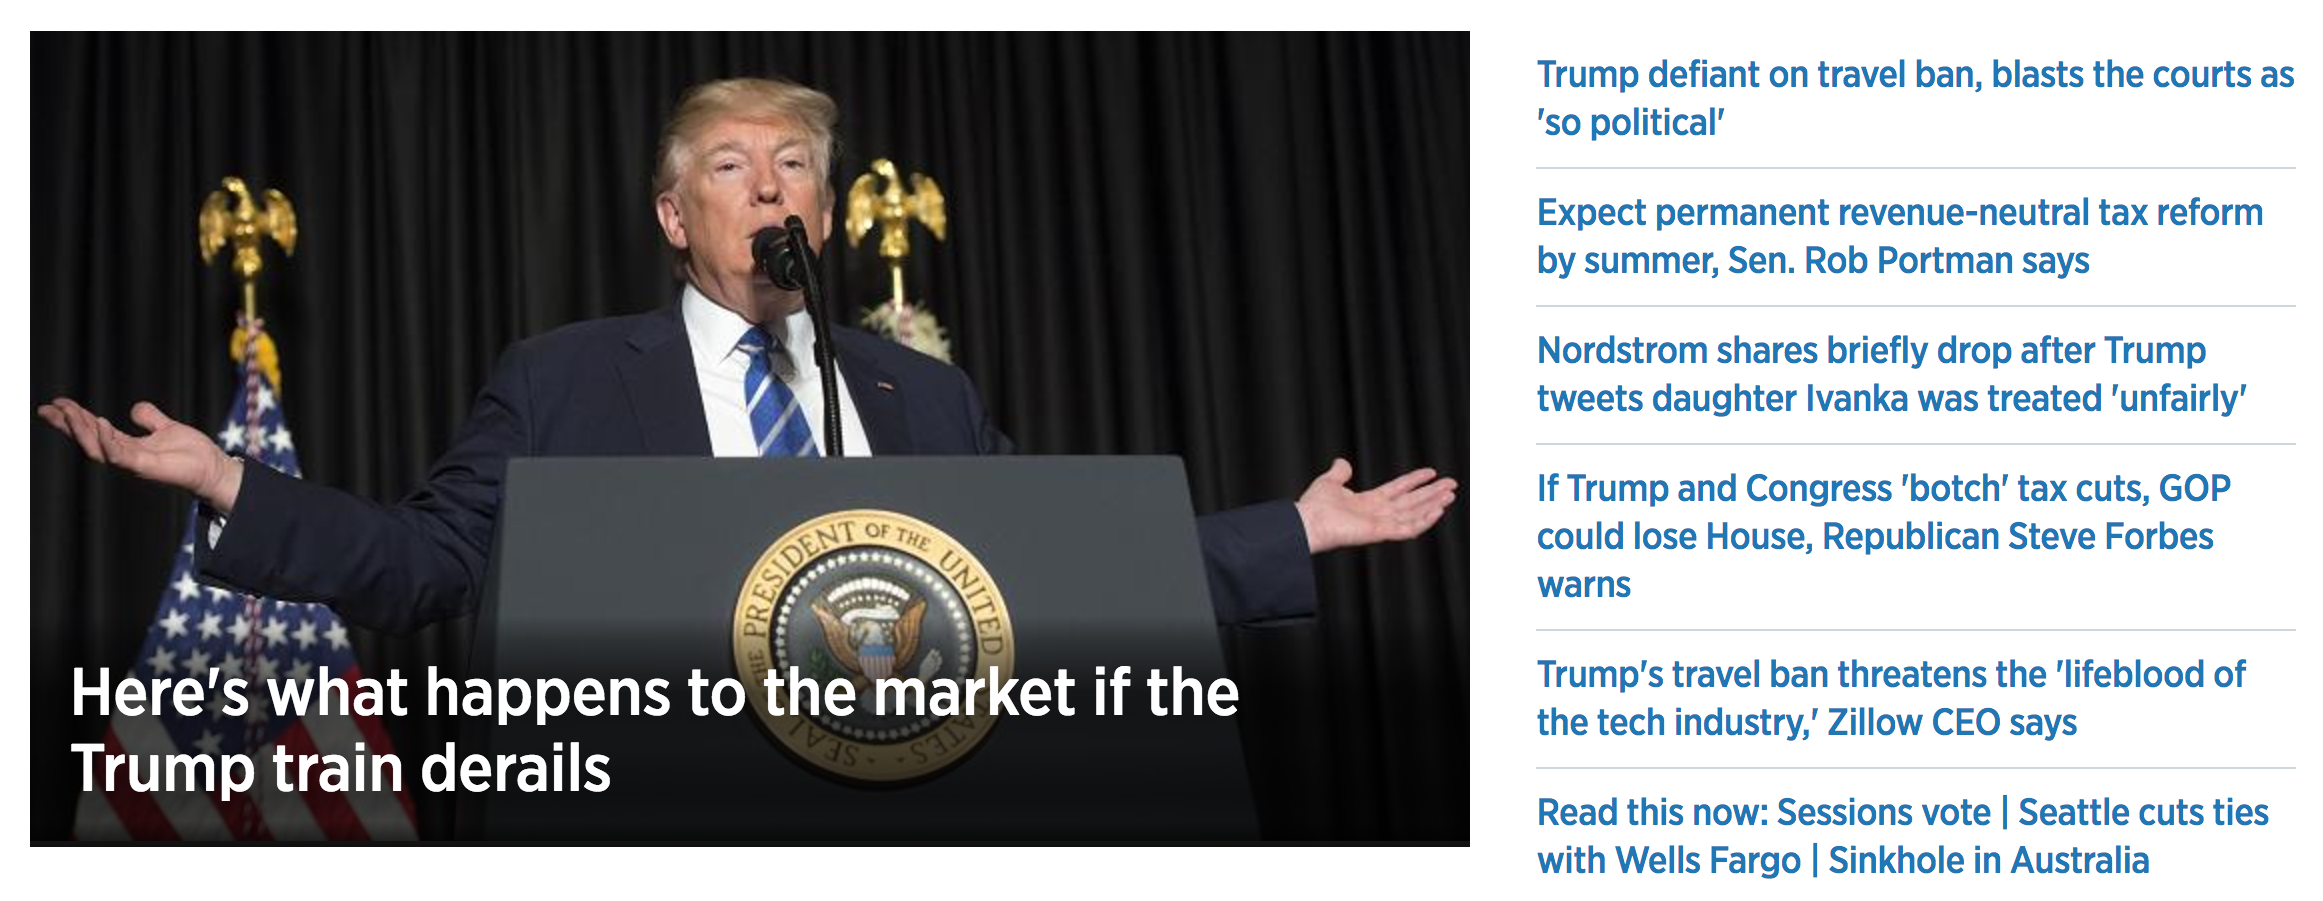 Here's what happens to the market if the
Trump train derails
SEAL
THE PRESIDENT OF THE UNITED
Trump defiant on travel ban, blasts the courts as
'so political'
Expect permanent revenue-neutral tax reform
by summer, Sen. Rob Portman says
Nordstrom shares briefly drop after Trump
tweets daughter Ivanka was treated 'unfairly'
If Trump and Congress 'botch' tax cuts, GOP
could lose House, Republican Steve Forbes
warns
Trump's travel ban threatens the 'lifeblood of
the tech industry,' Zillow CEO says
Read this now: Sessions vote | Seattle cuts ties
with Wells Fargo | Sinkhole in Australia